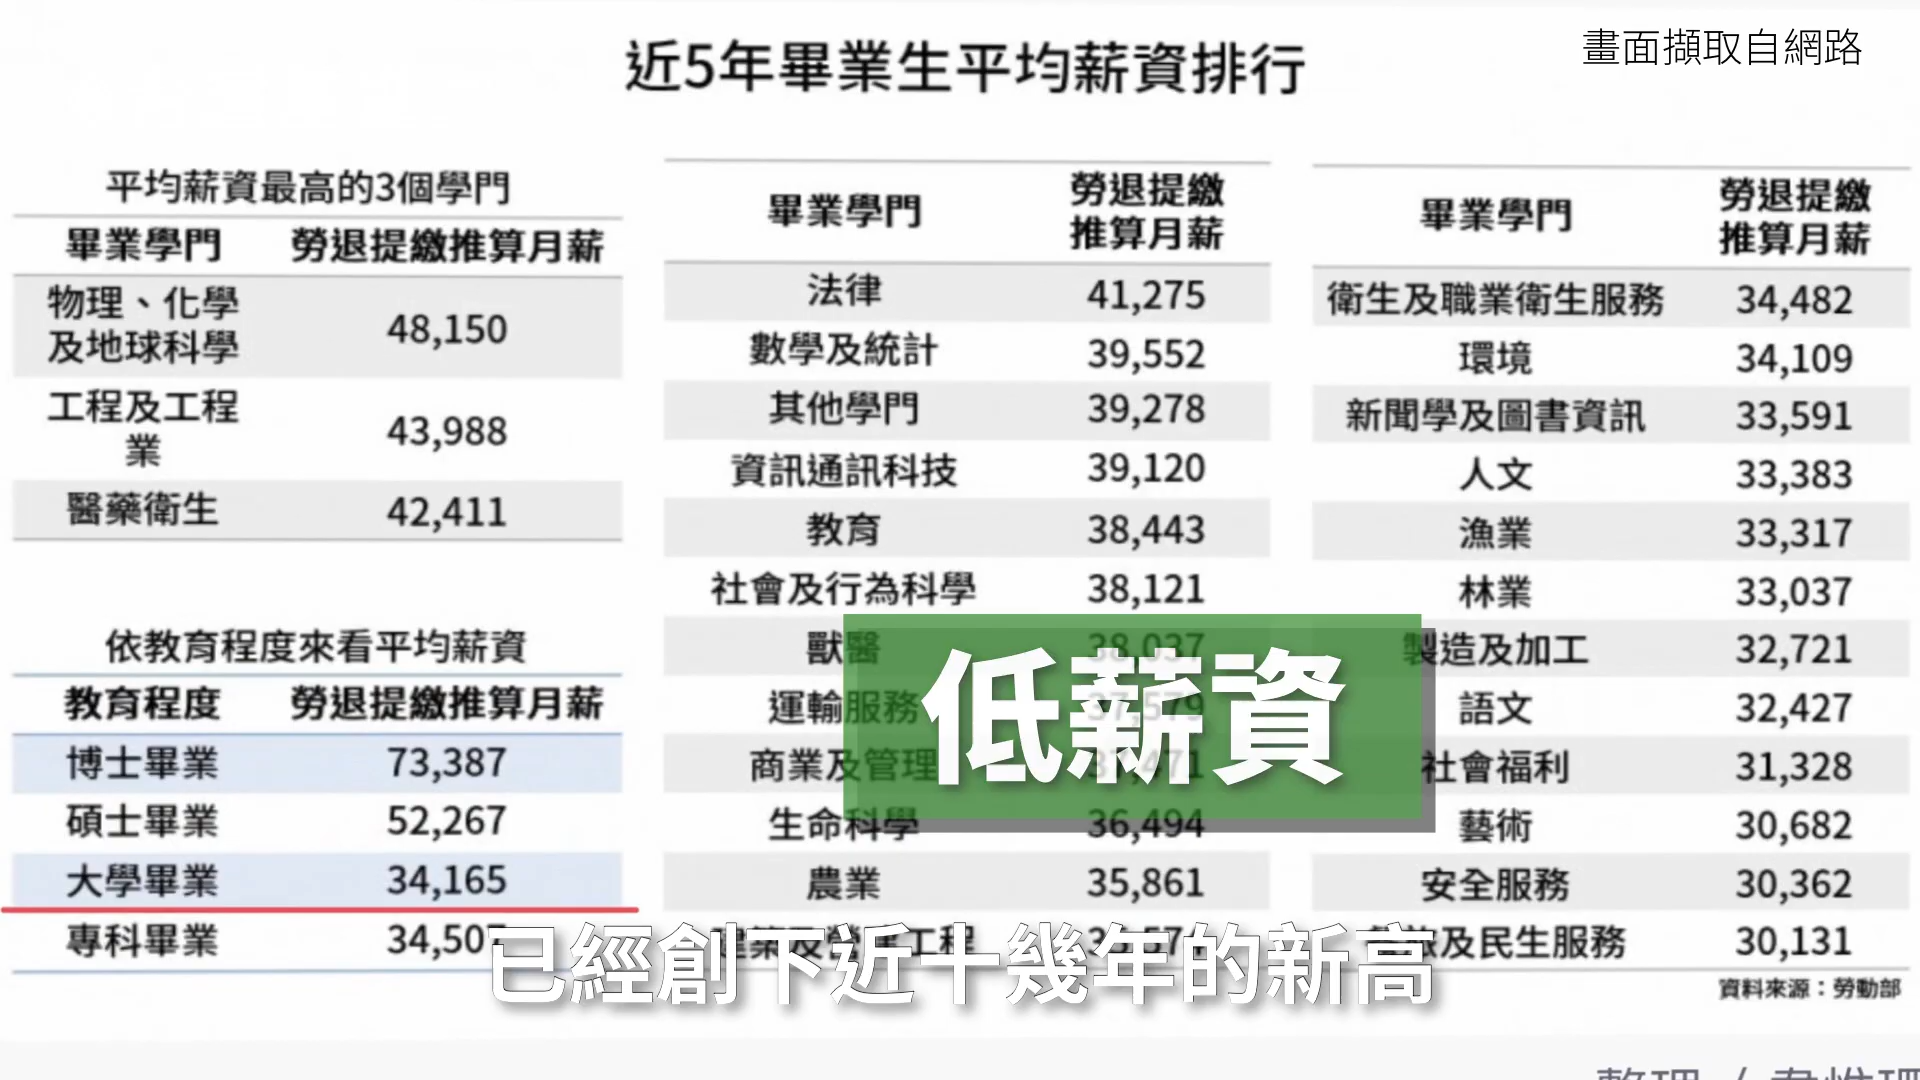 畫面擷取自網路
近5年畢業生平均薪資排行
平均薪資最高的3個學門
畢業學門 勞退提繳推算月薪
物理、化學
及地球科學 48,150
工程及工程
業 43,988
醫藥衛生 42,411
依教育程度來看平均薪資
教育程度 勞退提繳推算月薪
博士畢業 73,387
碩士畢業 52,267
大學畢業 34,165
專科畢業 34,507
畢業學門 勞退提繳
推算月薪
法律 41,275
數學及統計 39,552
其他學門 39,278
資訊通訊科技 39,120
教育 38,443
社會及行為科學 38,121
獸醫 38,037
運輸服務 37,579
商業及管理 37,471
生命科學 36,494
農業 35,861
建築及營建工程
畢業學門 勞退提繳
推算月薪
衛生及職業衛生服務 34,482
環境 34,109
新聞學及圖書資訊 33,591
人文 33,383
漁業 33,317
林業 33,037
製造及加工 32,721
語文 32,427
社會福利 31,328
藝術 30,682
安全服務 30,362
及民生服務 30,131
資料來源：勞動部
低薪資
已經創下近十幾年的新高